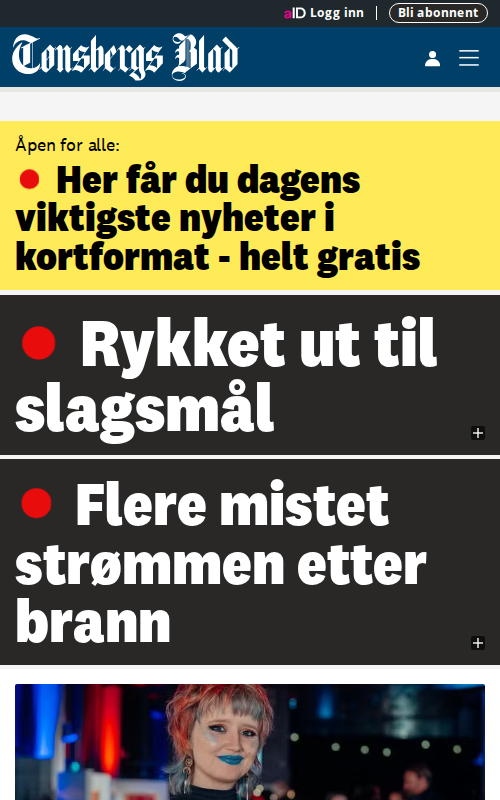 aID Logg inn
Bli abonnent
Tønsbergs Blad
Åpen for alle:
Her får du dagens
viktigste nyheter i
kortformat - helt gratis
Rykket ut til
slagsmål
Flere mistet
strømmen etter
brann